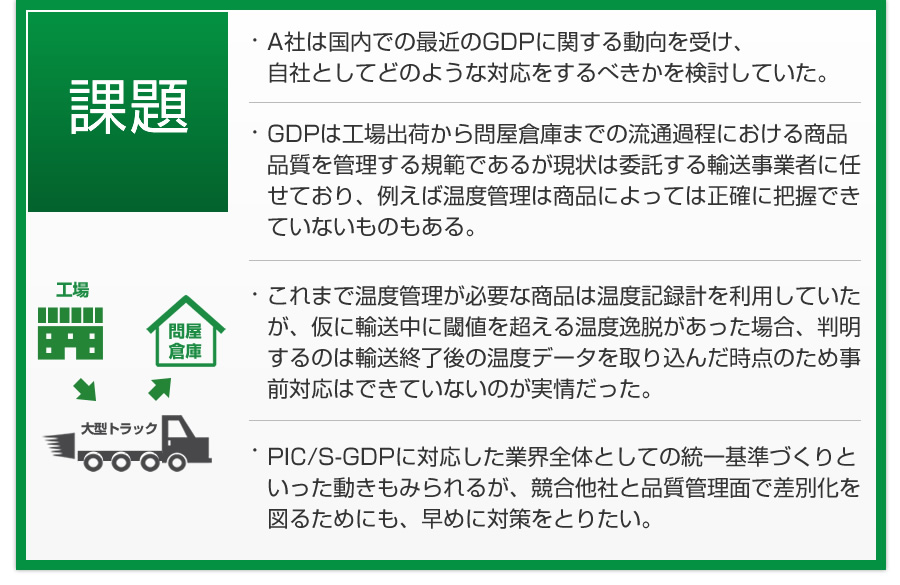 課題
・A社は国内での最近のGDPに関する動向を受け、
自社としてどのような対応をするべきかを検討していた。
・GDPは工場出荷から問屋倉庫までの流通過程における商品
品質を管理する規範であるが現状は委託する輸送事業者に任
せており、例えば温度管理は商品によっては正確に把握でき
ていないものもある。
・これまで温度管理が必要な商品は温度記録計を利用していた
が、仮に輸送中に閾値を超える温度逸脱があった場合、判明
するのは輸送終了後の温度データを取り込んだ時点のため事
前対応はできていないのが実情だった。
・PIC/S-GDPに対応した業界全体としての統一基準づくりと
いった動きもみられるが、競合他社と品質管理面で差別化を
図るためにも、早めに対策をとりたい。
工場
問屋
倉庫
大型トラック